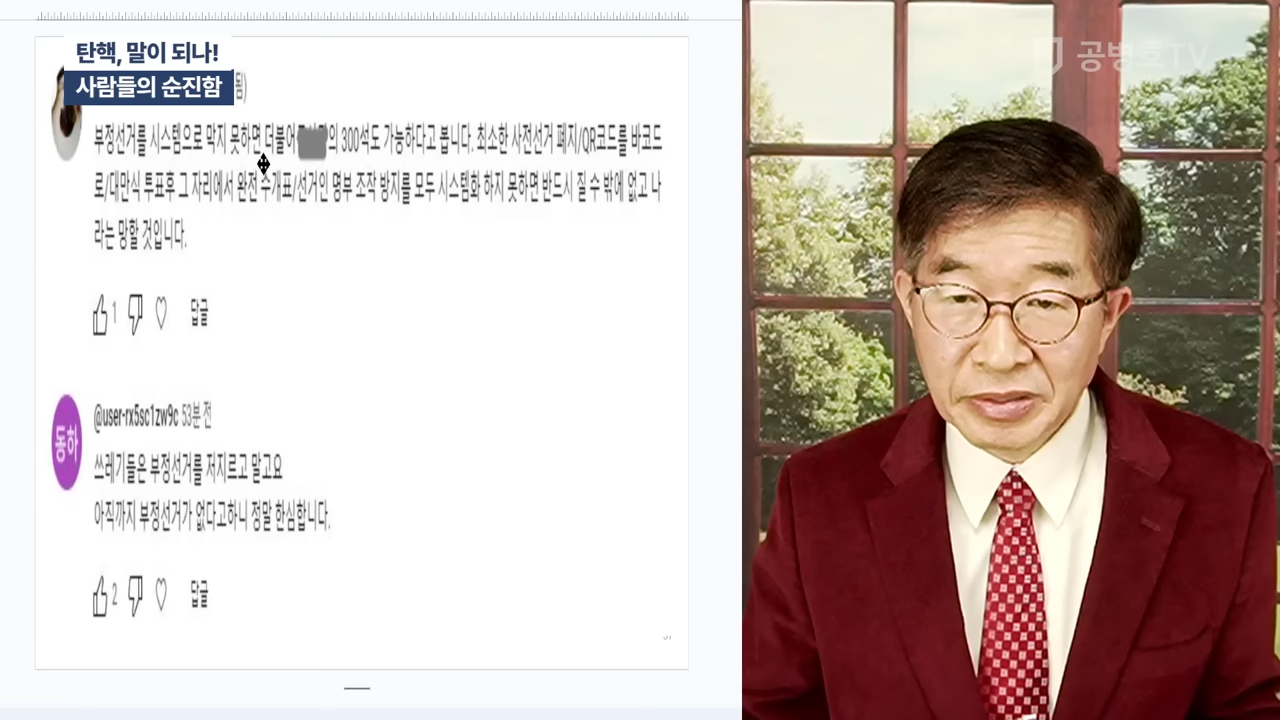 탄핵, 말이 되나!
사람들의 순진함
공병호TV
부정선거를 시스템으로 막지 못하면 더불어 의 300석도 가능하다고 봅니다. 최소한 사전선거 폐지/QR코드를 바코드
로/대만식 투표후 그 자리에서 완전 수개표/선거인 명부 조작 방지를 모두 시스템화 하지 못하면 반드시 질 수 밖에 없고 나
라는 망할 것입니다.
1 답글
동하
@user-rx5sc1zw9c 53분 전
쓰레기들은 부정선거를 저지르고 말고요
아직까지 부정선거가 없다고하니 정말 한심합니다.
2 답글